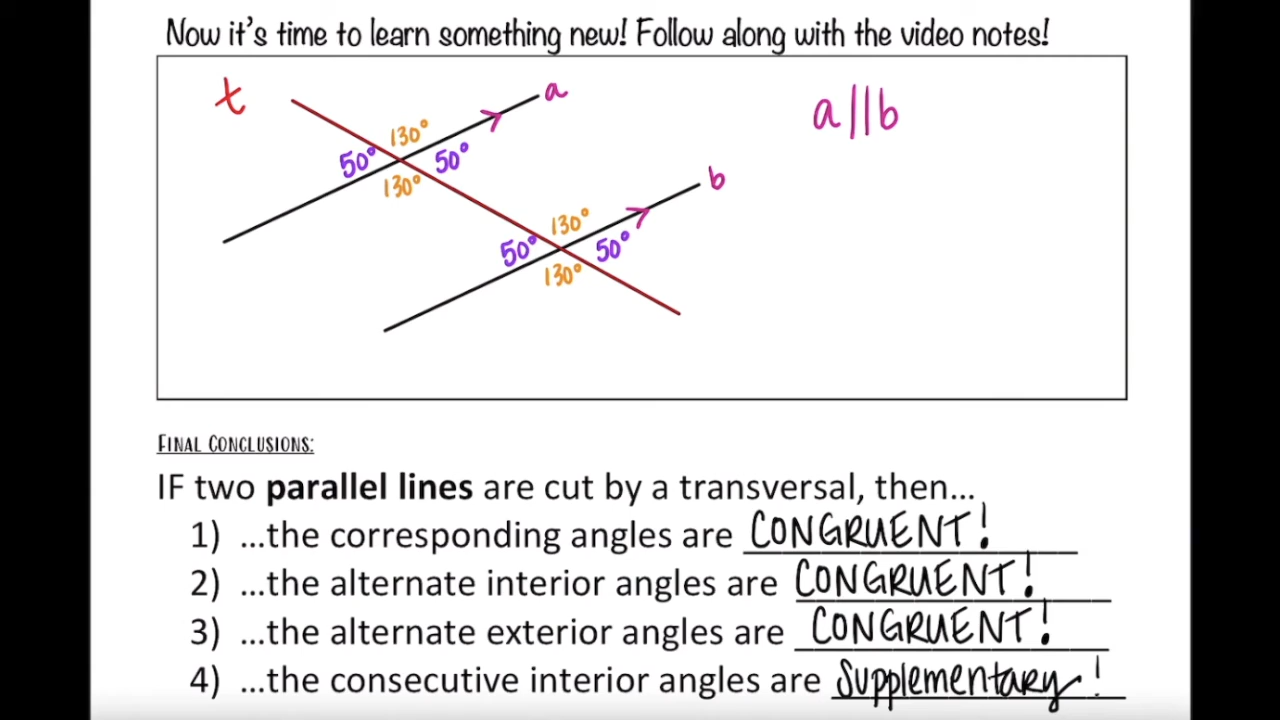 Now it's time to learn something new! Follow along with the video notes!
t
a
a||b
130°
50°
50°
130°
b
130°
50°
50°
130°
FINAL CONCLUSIONS:
IF two parallel lines are cut by a transversal, then...
1) ...the corresponding angles are CONGRUENT!
2) ...the alternate interior angles are CONGRUENT!
3) ...the alternate exterior angles are CONGRUENT!
4) ...the consecutive interior angles are Supplementary!